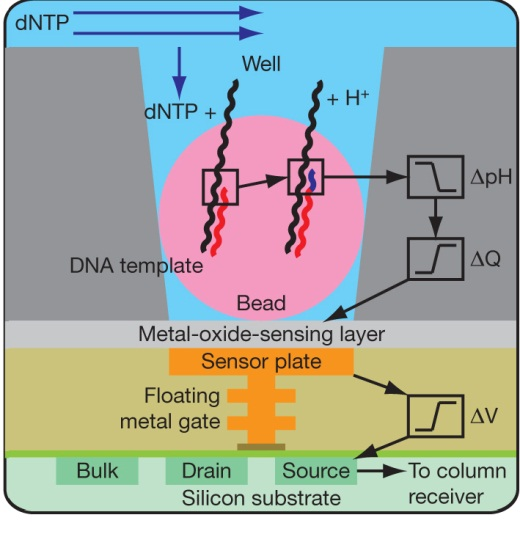 dNTP
Well
dNTP +
+ H⁺
ΔpH
ΔQ
DNA template
Bead
Metal-oxide-sensing layer
Sensor plate
Floating
metal gate
ΔV
Bulk
Drain
Source
To column
receiver
Silicon substrate